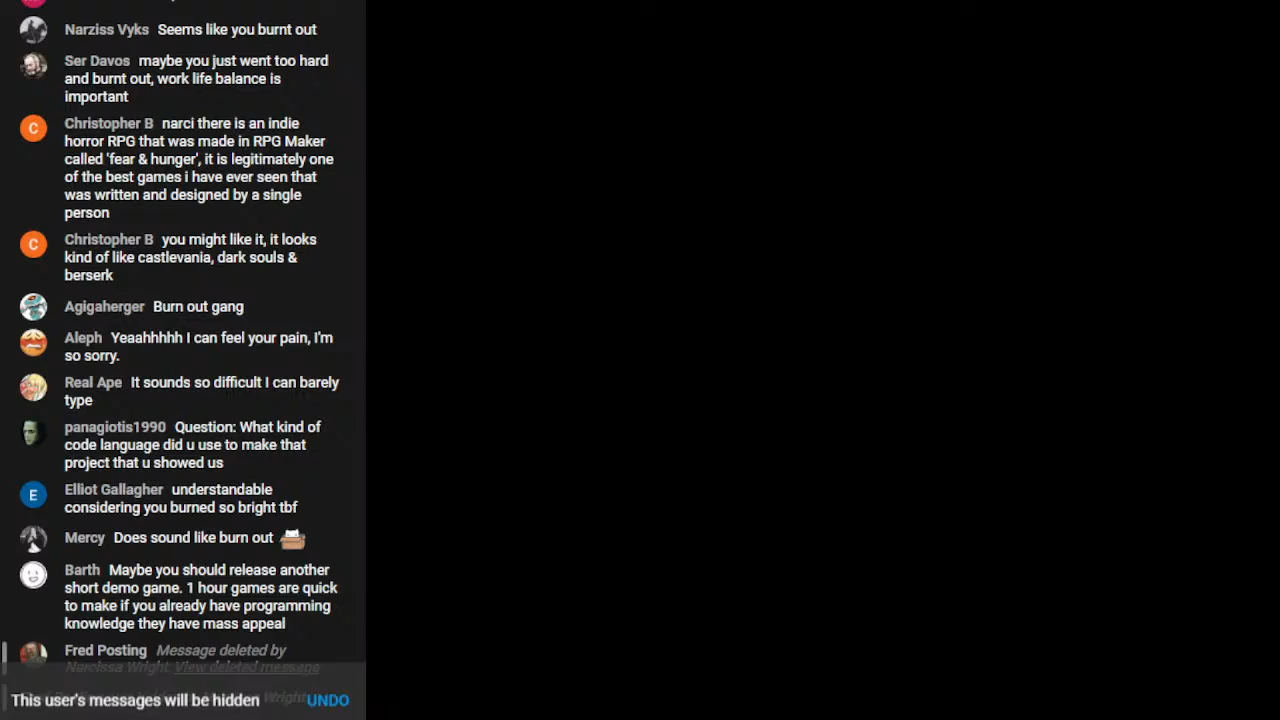 Narziss Vyks Seems like you burnt out
Ser Davos maybe you just went too hard
and burnt out, work life balance is
important
C Christopher B narci there is an indie
horror RPG that was made in RPG Maker
called 'fear & hunger', it is legitimately one
of the best games i have ever seen that
was written and designed by a single
person
C Christopher B you might like it, it looks
kind of like castlevania, dark souls &
berserk
Agigaherger Burn out gang
Aleph Yeaahhhhh I can feel your pain, I'm
so sorry.
Real Ape It sounds so difficult I can barely
type
panagiotis1990 Question: What kind of
code language did u use to make that
project that u showed us
E Elliot Gallagher understandable
considering you burned so bright tbf
Mercy Does sound like burn out
Barth Maybe you should release another
short demo game. 1 hour games are quick
to make if you already have programming
knowledge they have mass appeal
Fred Posting Message deleted by
Narcissa Wright. View deleted message
This user's messages will be hidden Wright UNDO